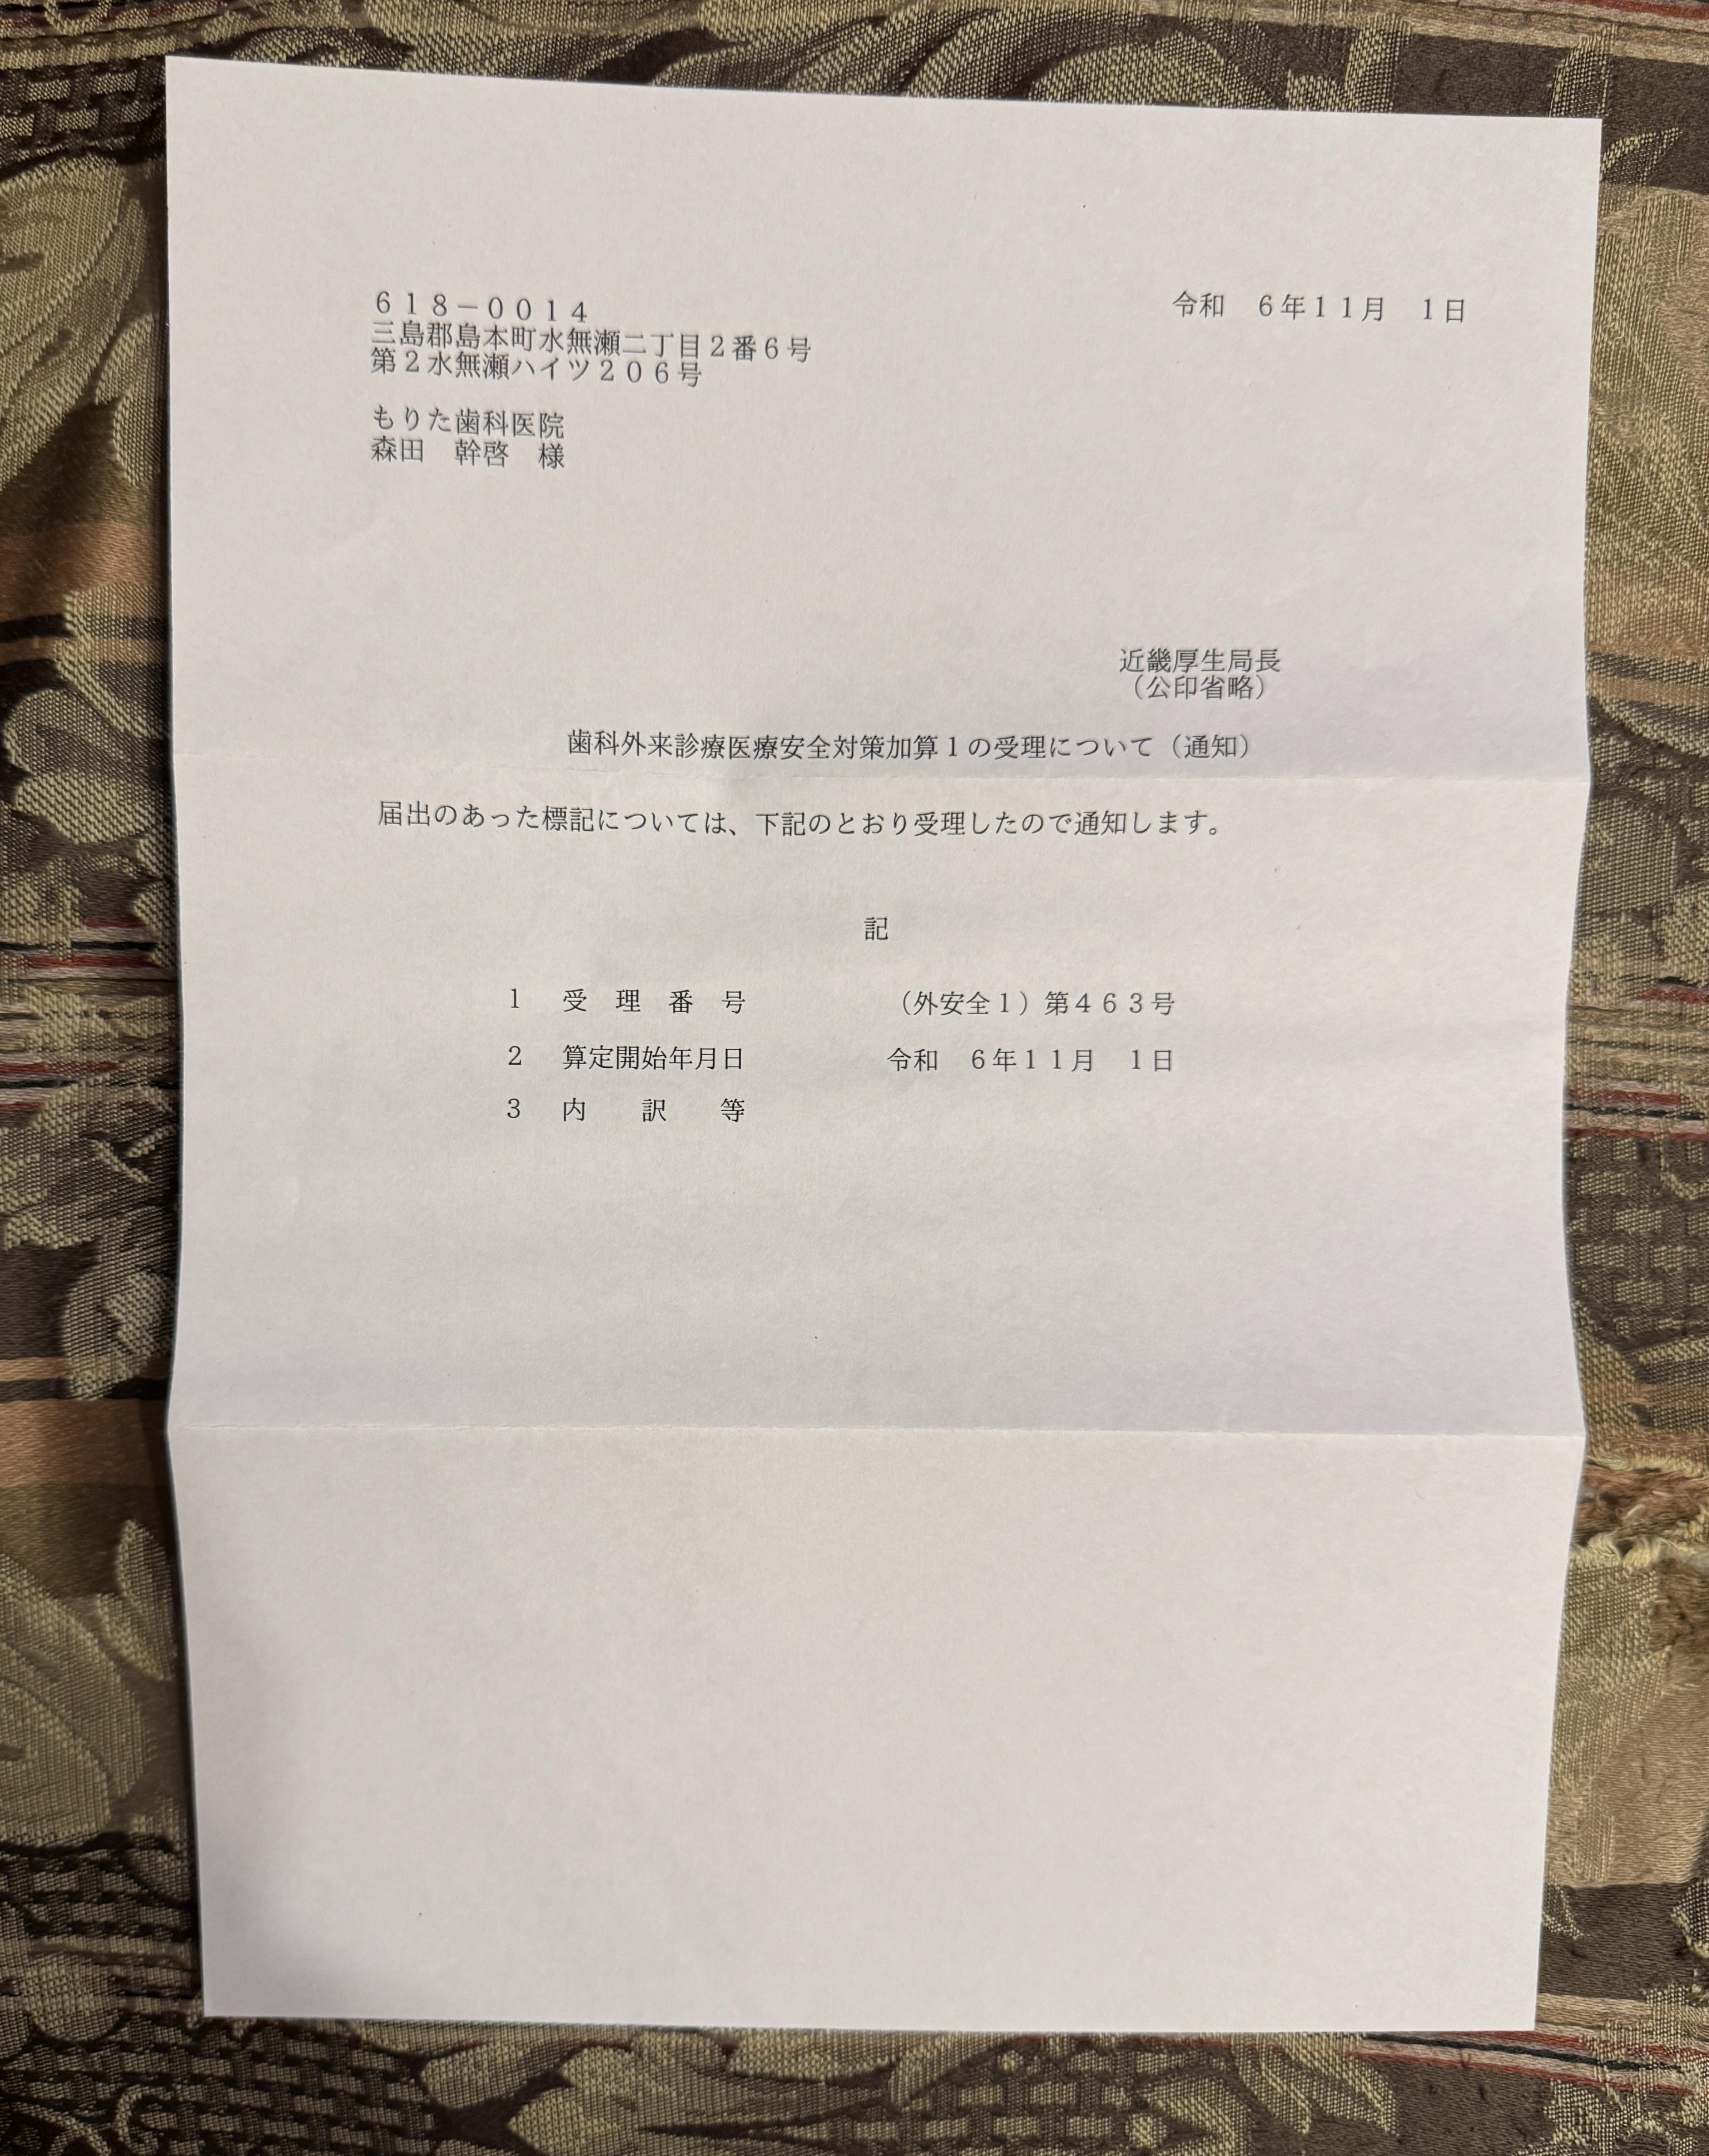 618-0014
令和　6年11月　1日
三島郡島本町水無瀬二丁目2番6号
第2水無瀬ハイツ206号
もりた歯科医院
森田　幹啓　様
近畿厚生局長
（公印省略）
歯科外来診療医療安全対策加算1の受理について（通知）
届出のあった標記については、下記のとおり受理したので通知します。
記
1　受　理　番　号　（外安全1）第463号
2　算定開始年月日　令和　6年11月　1日
3　内　訳　等